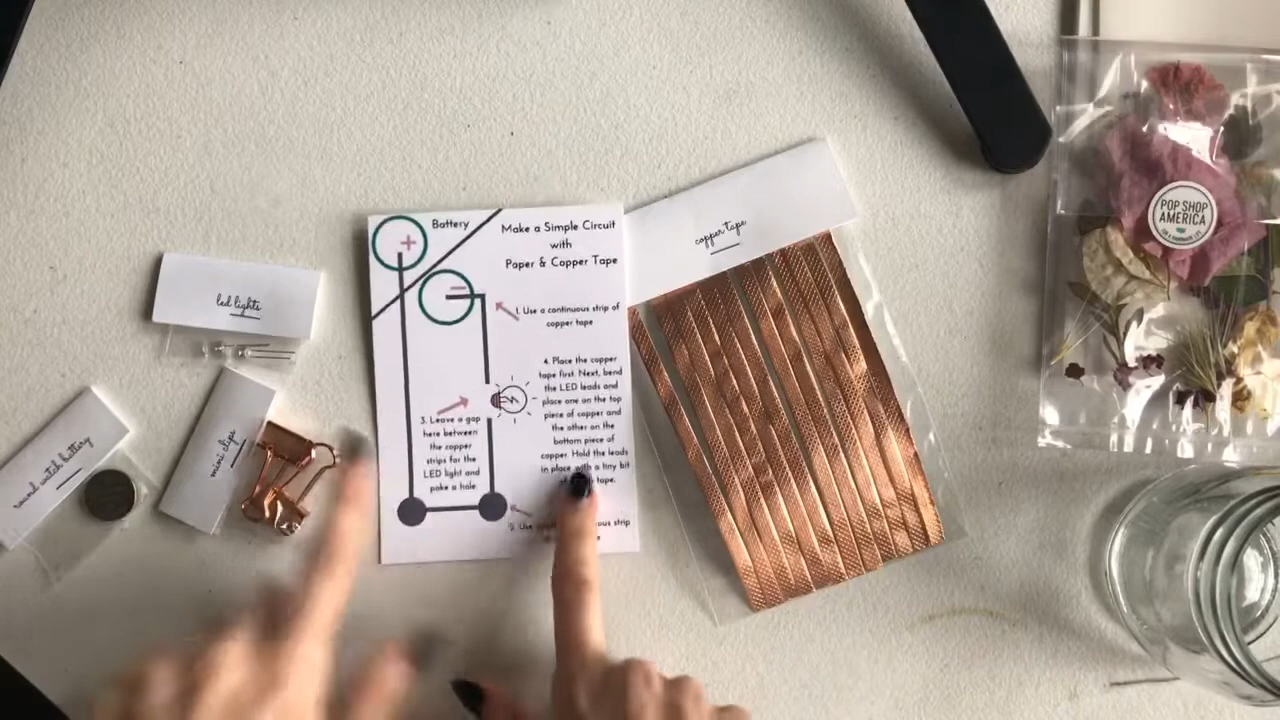 Battery
+
−
Make a Simple Circuit
with
Paper & Copper Tape
1. Use a continuous strip of
copper tape
4. Place the copper
tape first. Next, bend
the LED leads and
place one on the top
piece of copper and
the other on the
bottom piece of
copper. Hold the leads
in place with a tiny bit
of tape.
3. Leave a gap
here between
the copper
strips for the
LED light and
poke a hole.
2. Use strip
copper tape
led lights
mini clips
round watch battery
POP SHOP
AMERICA